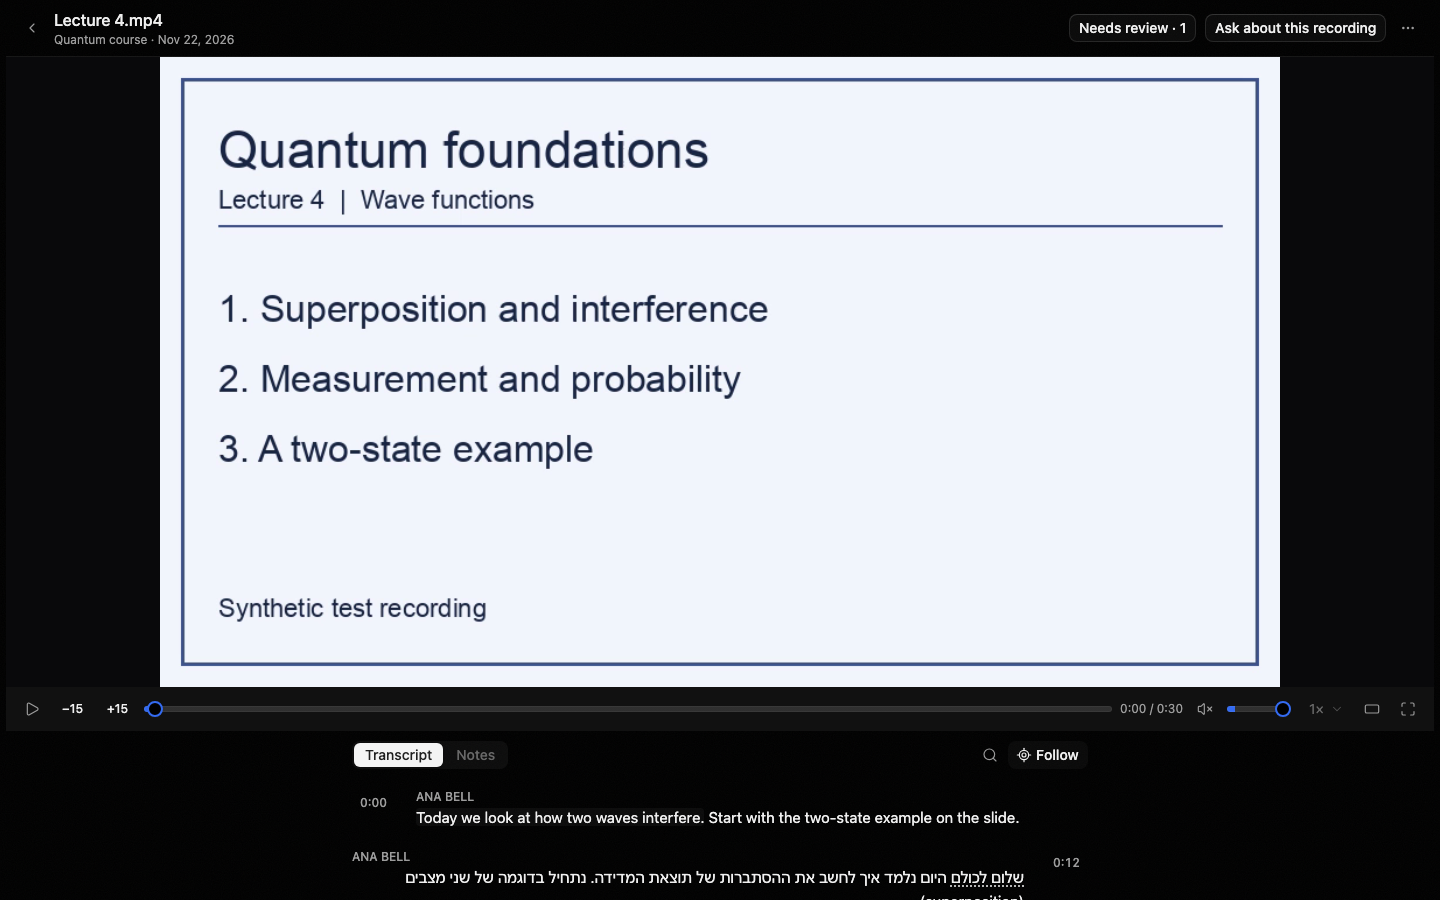 Lecture 4.mp4
Quantum course · Nov 22, 2026
Needs review · 1
Ask about this recording
Quantum foundations
Lecture 4 | Wave functions
1. Superposition and interference
2. Measurement and probability
3. A two-state example
Synthetic test recording
−15
+15
0:00 / 0:30
1×
Transcript
Notes
Follow
0:00
ANA BELL
Today we look at how two waves interfere. Start with the two-state example on the slide.
ANA BELL
0:12
שלום לכולם היום נלמד איך לחשב את ההסתברות של תוצאת המדידה. נתחיל בדוגמה של שני מצבים